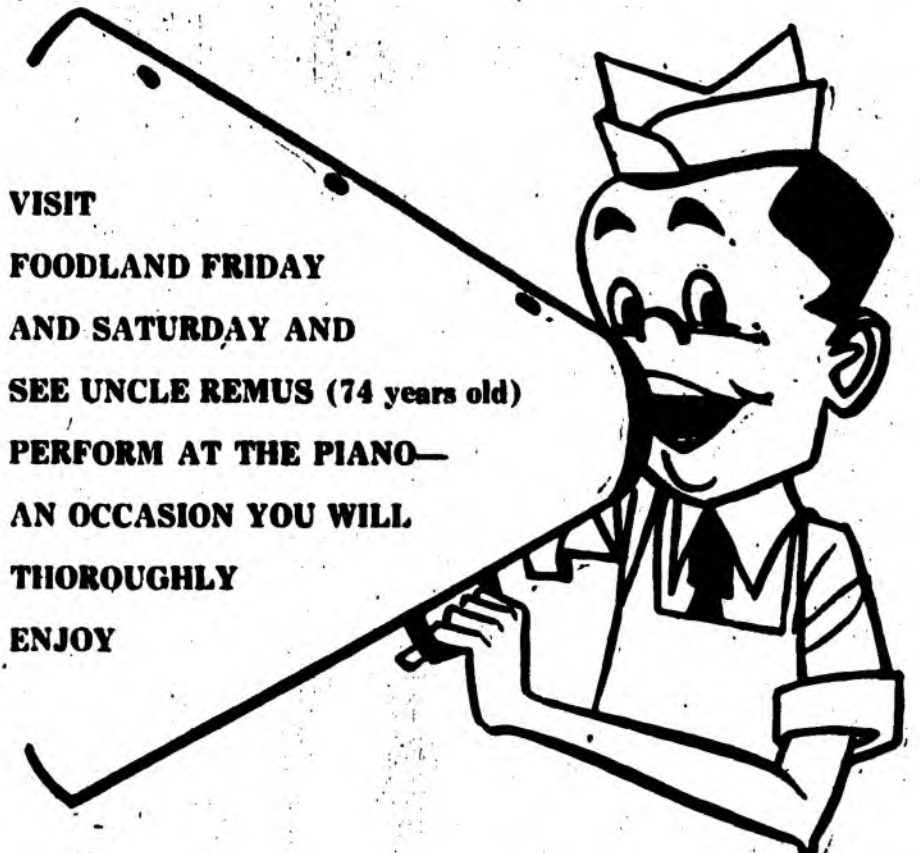 VISIT
FOODLAND FRIDAY
AND SATURDAY AND
SEE UNCLE REMUS (74 years old)
PERFORM AT THE PIANO—
AN OCCASION YOU WILL
THOROUGHLY
ENJOY